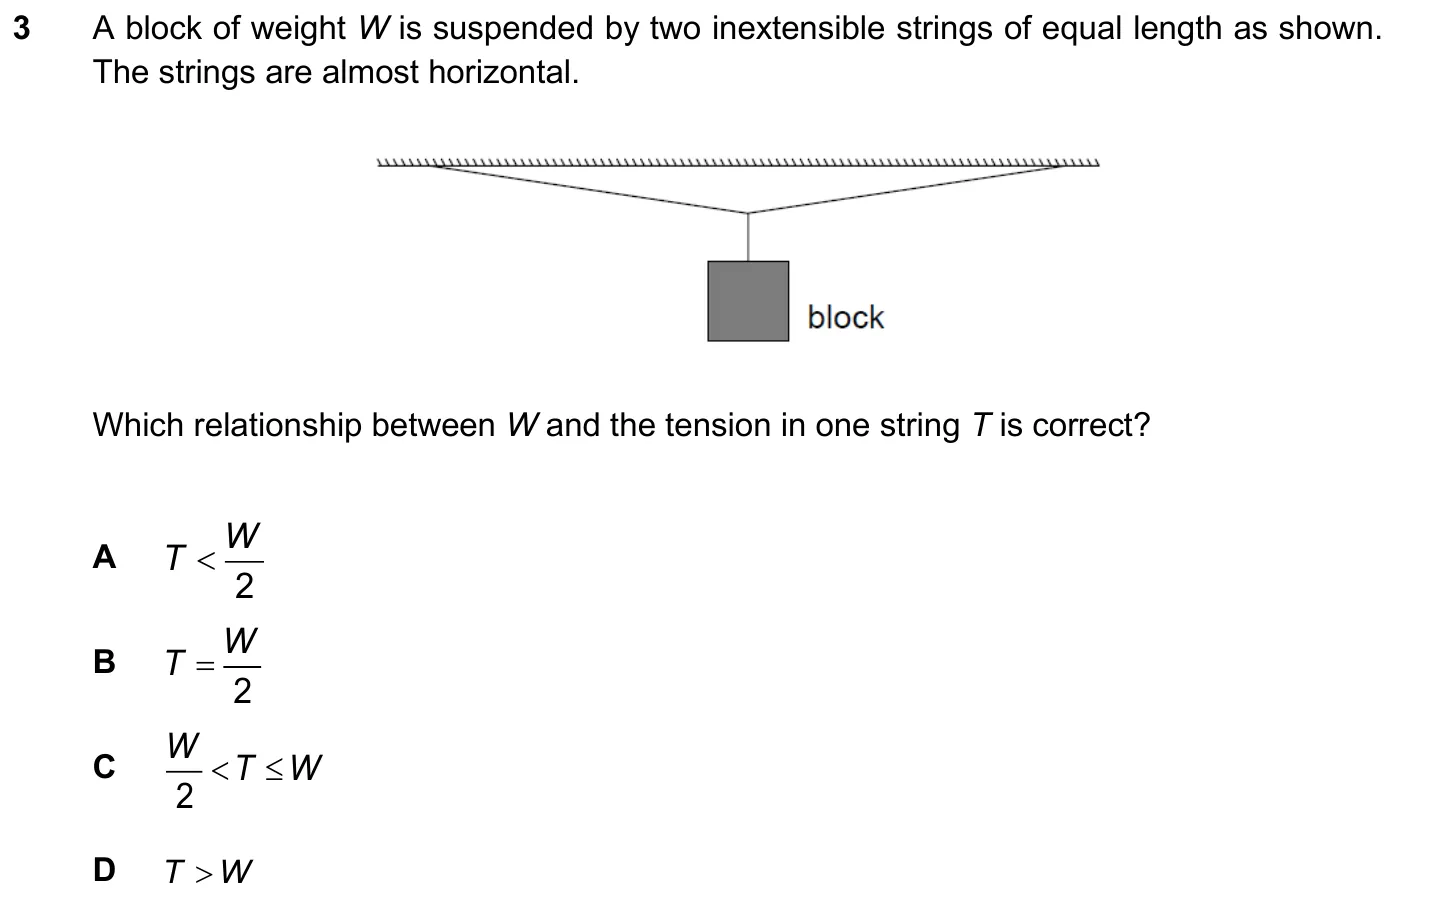 3 A block of weight W is suspended by two inextensible strings of equal length as shown.
The strings are almost horizontal.
block
Which relationship between W and the tension in one string T is correct?
A T < W/2
B T = W/2
C W/2 < T ≤ W
D T > W